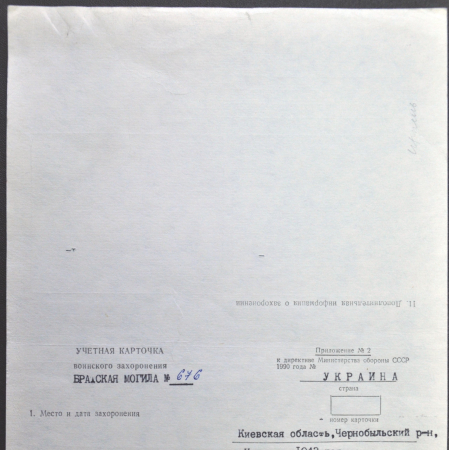 11. Дополнительная информация о захоронении
УЧЕТНАЯ КАРТОЧКА
воинского захоронения
БРАТСКАЯ МОГИЛА № 676
Приложение № 2
к директиве Министерства обороны СССР
1990 года №
УКРАИНА
страна
номер карточки
1. Место и дата захоронения
Киевская область, Чернобыльский р-н,
1943